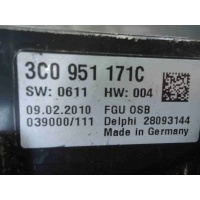 3C0 951 171C
SW: 0611 HW: 004
09.02.2010 FGU OSB
039000/111 Delphi 28093144
Made in Germany